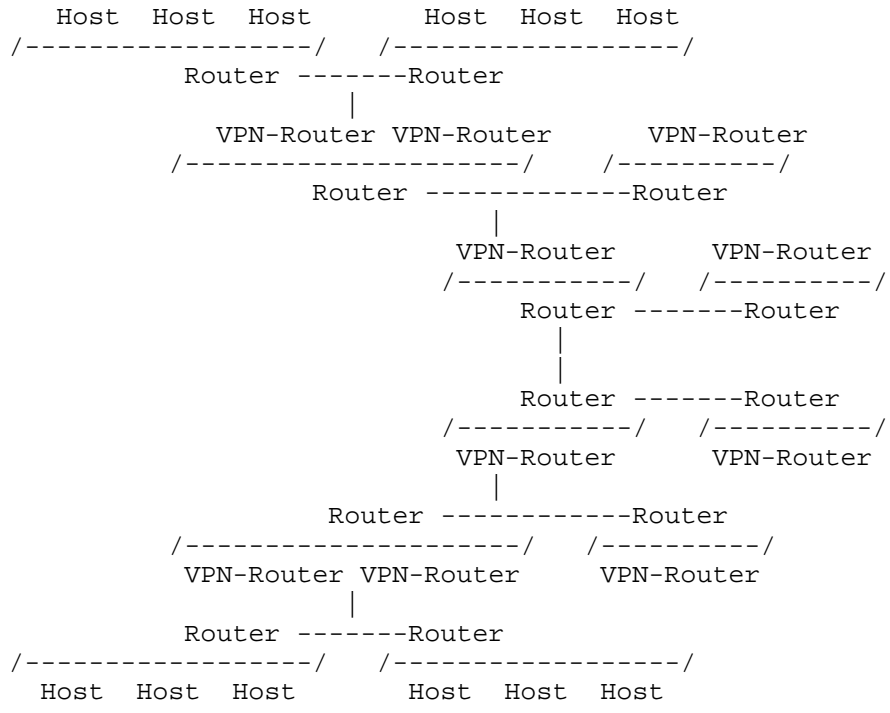 Host  Host  Host         Host  Host  Host
/------------------/   /------------------/
Router -------Router
|
VPN-Router VPN-Router      VPN-Router
/---------------------/    /----------/
Router -------------Router
|
VPN-Router      VPN-Router
/-----------/   /----------/
Router -------Router
|
|
Router -------Router
/-----------/   /----------/
VPN-Router      VPN-Router
|
Router ------------Router
/---------------------/   /----------/
VPN-Router VPN-Router     VPN-Router
|
Router -------Router
/------------------/   /------------------/
Host  Host  Host       Host  Host  Host